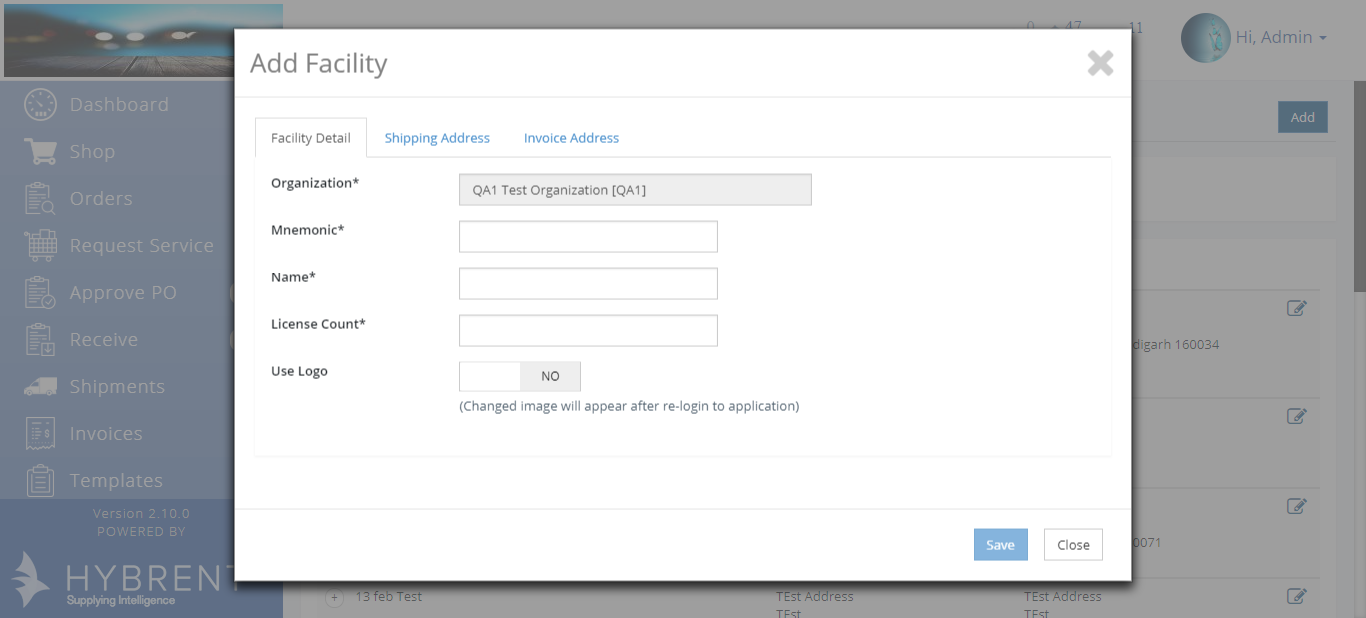 Hi, Admin
Add Facility
Dashboard
Shop
Orders
Request Service
Approve PO
Receive
Shipments
Invoices
Templates
Version 2.10.0
POWERED BY
HYBRENT
Supplying Intelligence
Add
Facility Detail
Shipping Address
Invoice Address
Organization*
QA1 Test Organization [QA1]
Mnemonic*
Name*
License Count*
Use Logo
NO
(Changed image will appear after re-login to application)
Save
Close
digarh 160034
0071
13 feb Test
TEst Address
TEst Address
TEst
TEst
47
11